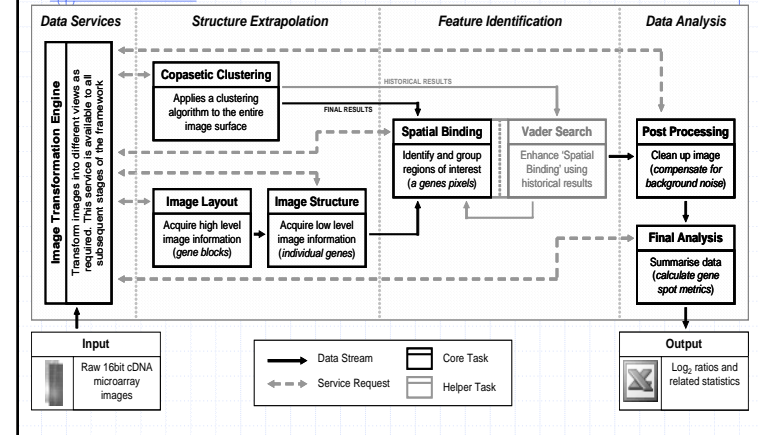 Data Services
Structure Extrapolation
Feature Identification
Data Analysis
Image Transformation Engine
Transform images into different views as
required. This service is available to all
subsequent stages of the framework
Copasetic Clustering
Applies a clustering
algorithm to the entire
image surface
HISTORICAL RESULTS
FINAL RESULTS
Spatial Binding
Identify and group
regions of interest
(a genes pixels)
Vader Search
Enhance 'Spatial
Binding' using
historical results
Post Processing
Clean up image
(compensate for
background noise)
Image Layout
Acquire high level
image information
(gene blocks)
Image Structure
Acquire low level
image information
(individual genes)
Final Analysis
Summarise data
(calculate gene
spot metrics)
Input
Raw 16bit cDNA
microarray
images
Data Stream
Service Request
Core Task
Helper Task
Output
Log2 ratios and
related statistics